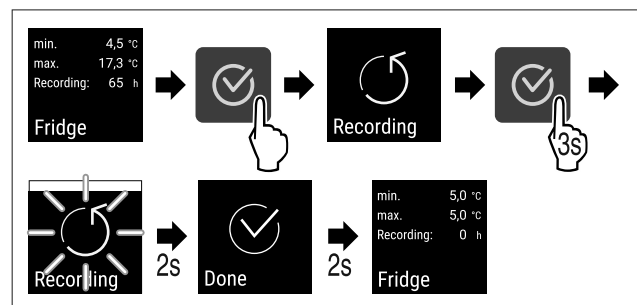 min. 4,5 °C
max. 17,3 °C
Recording: 65 h
Fridge
Recording
3s
Recording
2s
Done
2s
min. 5,0 °C
max. 5,0 °C
Recording: 0 h
Fridge